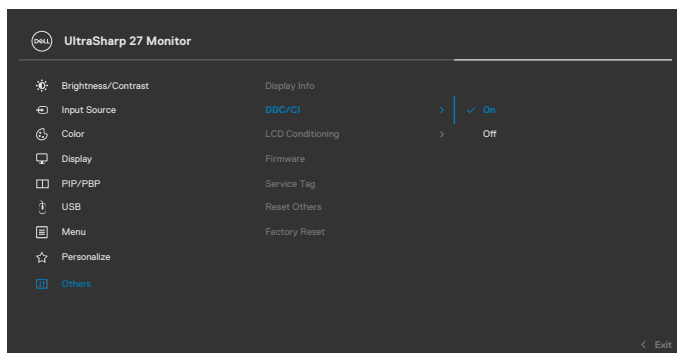 DELL UltraSharp 27 Monitor
Brightness/Contrast Display Info
Input Source DDC/CI > ✓ On
Color LCD Conditioning > Off
Display Firmware
PIP/PBP Service Tag
USB Reset Others
Menu Factory Reset
Personalize
Others
< Exit